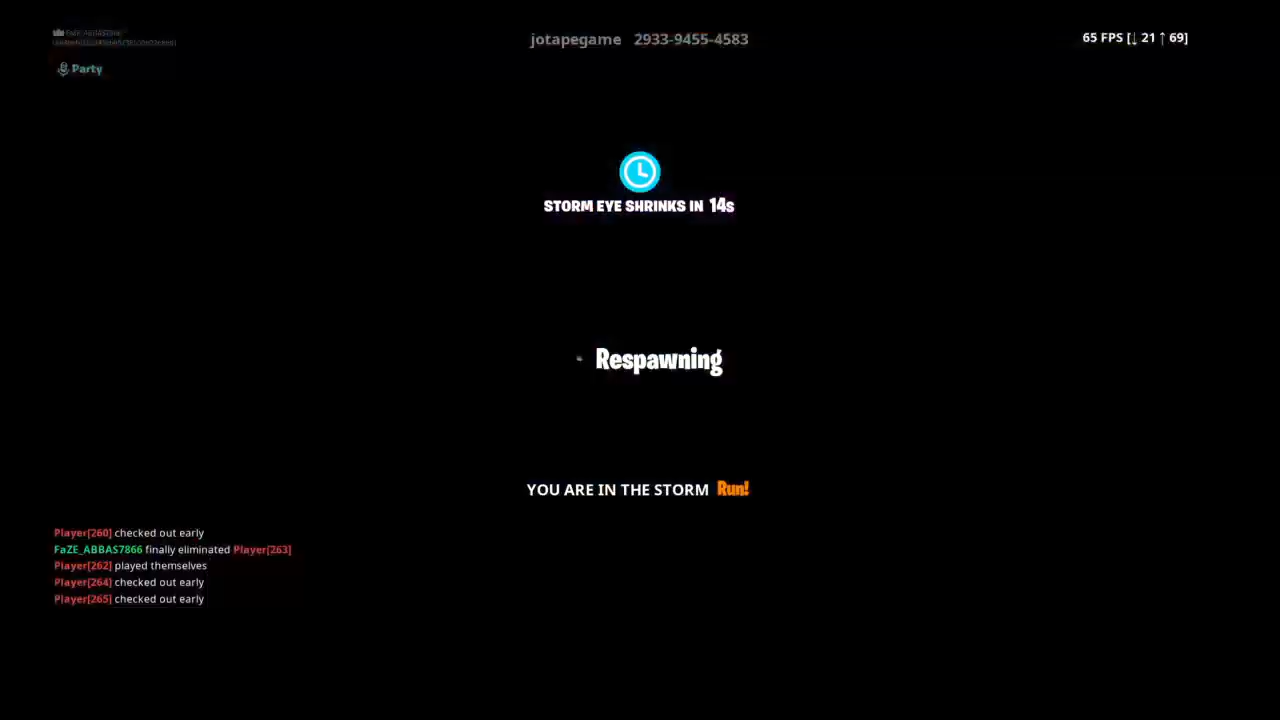 jotapegame 2933-9455-4583
65 FPS [↓ 21 ↑ 69]
Party
STORM EYE SHRINKS IN 14s
Respawning
YOU ARE IN THE STORM Run!
Player[260] checked out early
FaZE_ABBAS7866 finally eliminated Player[263]
Player[262] played themselves
Player[264] checked out early
Player[265] checked out early